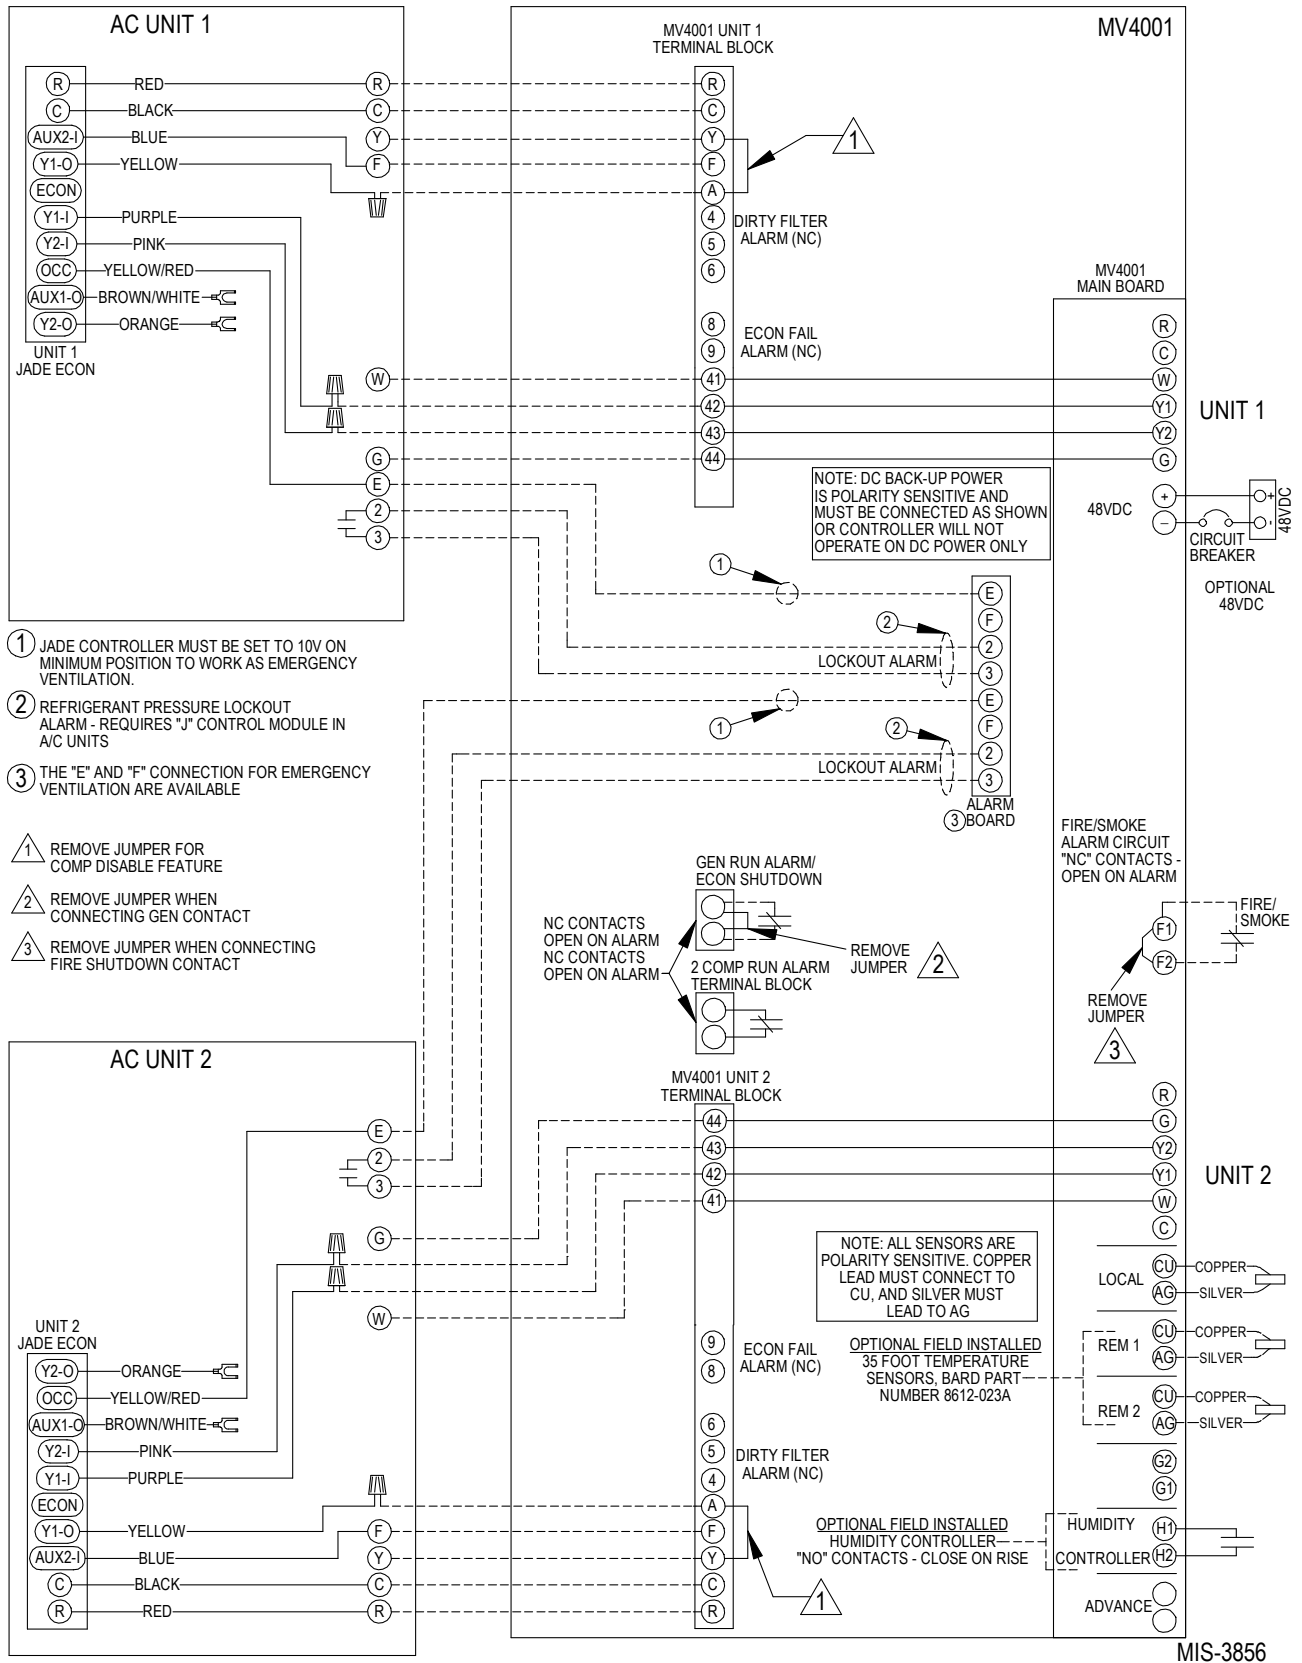 AC UNIT 1
MV4001 UNIT 1
TERMINAL BLOCK
MV4001
R RED R R
C BLACK C C
AUX2-I BLUE Y Y
Y1-O YELLOW F F
ECON A
Y1-I PURPLE 4
Y2-I PINK 5
OCC YELLOW/RED 6
AUX1-O BROWN/WHITE
Y2-O ORANGE 8
9
UNIT 1
JADE ECON
1
DIRTY FILTER
ALARM (NC)
ECON FAIL
ALARM (NC)
MV4001
MAIN BOARD
R
C
W 41 W
42 Y1
43 Y2
G 44 G
E
2
3
UNIT 1
NOTE: DC BACK-UP POWER
IS POLARITY SENSITIVE AND
MUST BE CONNECTED AS SHOWN
OR CONTROLLER WILL NOT
OPERATE ON DC POWER ONLY
48VDC
+
–
+
-
48VDC
CIRCUIT
BREAKER
OPTIONAL
48VDC
1
2
LOCKOUT ALARM
1
2
LOCKOUT ALARM
E
F
2
3
E
F
2
3
ALARM
3 BOARD
1 JADE CONTROLLER MUST BE SET TO 10V ON
MINIMUM POSITION TO WORK AS EMERGENCY
VENTILATION.
2 REFRIGERANT PRESSURE LOCKOUT
ALARM - REQUIRES "J" CONTROL MODULE IN
A/C UNITS
3 THE "E" AND "F" CONNECTION FOR EMERGENCY
VENTILATION ARE AVAILABLE
1 REMOVE JUMPER FOR
COMP DISABLE FEATURE
2 REMOVE JUMPER WHEN
CONNECTING GEN CONTACT
3 REMOVE JUMPER WHEN CONNECTING
FIRE SHUTDOWN CONTACT
GEN RUN ALARM/
ECON SHUTDOWN
NC CONTACTS
OPEN ON ALARM
NC CONTACTS
OPEN ON ALARM
REMOVE
JUMPER
2
2 COMP RUN ALARM
TERMINAL BLOCK
FIRE/SMOKE
ALARM CIRCUIT
"NC" CONTACTS -
OPEN ON ALARM
FIRE/
SMOKE
F1
F2
REMOVE
JUMPER
3
AC UNIT 2
MV4001 UNIT 2
TERMINAL BLOCK
R
E 44 G
2 43 Y2
3 42 Y1
41 W
C
G
W
UNIT 2
NOTE: ALL SENSORS ARE
POLARITY SENSITIVE. COPPER
LEAD MUST CONNECT TO
CU, AND SILVER MUST
LEAD TO AG
LOCAL
CU COPPER
AG SILVER
REM 1
CU COPPER
AG SILVER
REM 2
CU COPPER
AG SILVER
OPTIONAL FIELD INSTALLED
35 FOOT TEMPERATURE
SENSORS, BARD PART
NUMBER 8612-023A
G2
G1
UNIT 2
JADE ECON
9
8
ECON FAIL
ALARM (NC)
Y2-O ORANGE
OCC YELLOW/RED
AUX1-O BROWN/WHITE 6
Y2-I PINK 5
Y1-I PURPLE 4
ECON A
Y1-O YELLOW F F
AUX2-I BLUE Y Y
C BLACK C C
R RED R R
DIRTY FILTER
ALARM (NC)
1
OPTIONAL FIELD INSTALLED
HUMIDITY CONTROLLER
"NO" CONTACTS - CLOSE ON RISE
HUMIDITY H1
CONTROLLER H2
ADVANCE
MIS-3856